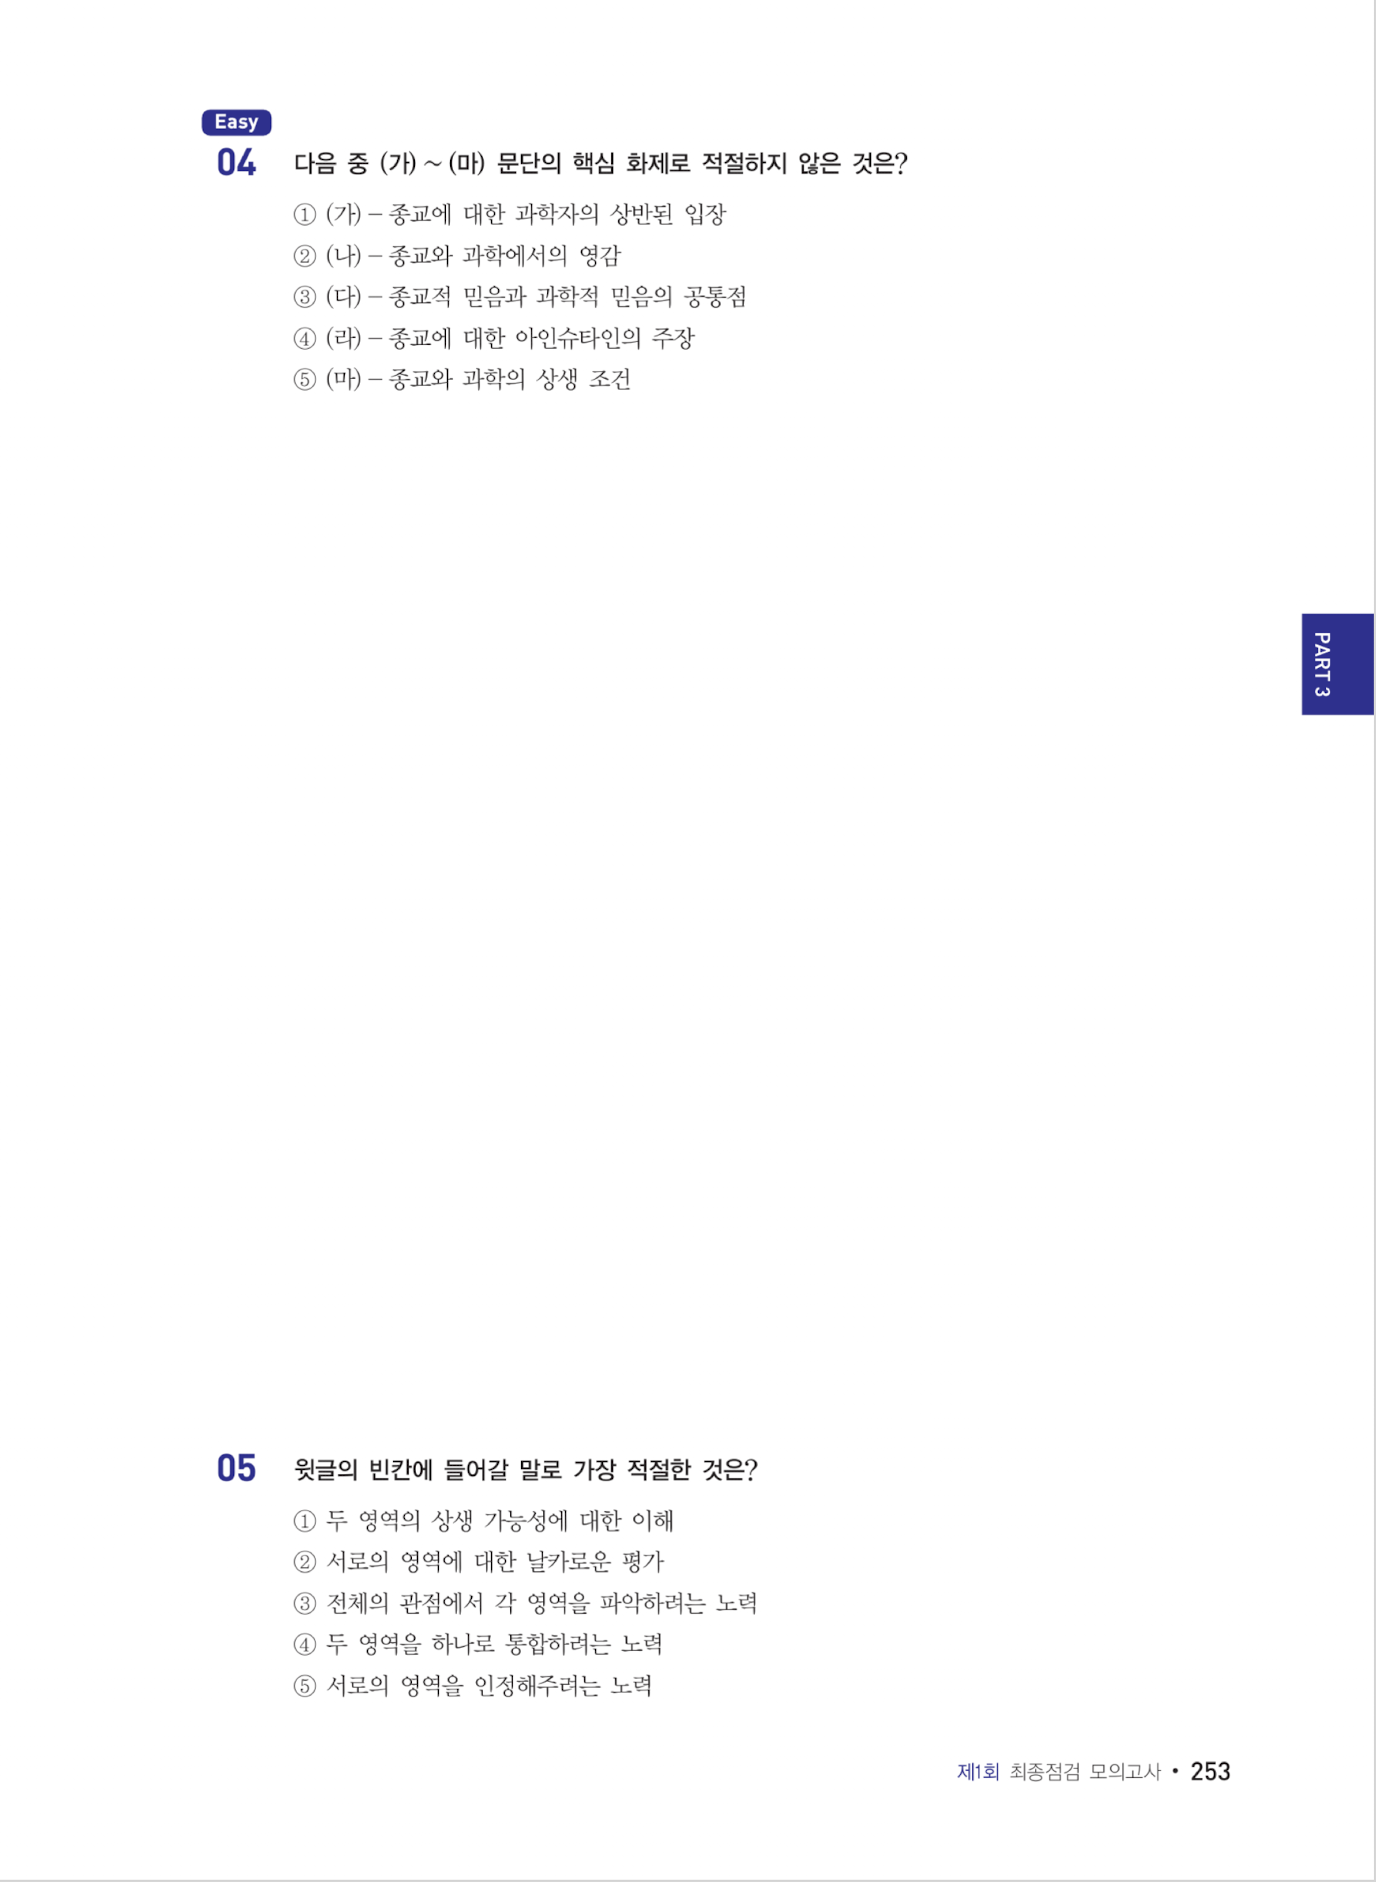 Easy
04 다음 중 (가) ~ (마) 문단의 핵심 화제로 적절하지 않은 것은?
① (가) – 종교에 대한 과학자의 상반된 입장
② (나) – 종교와 과학에서의 영감
③ (다) – 종교적 믿음과 과학적 믿음의 공통점
④ (라) – 종교에 대한 아인슈타인의 주장
⑤ (마) – 종교와 과학의 상생 조건
PART 3
05 윗글의 빈칸에 들어갈 말로 가장 적절한 것은?
① 두 영역의 상생 가능성에 대한 이해
② 서로의 영역에 대한 날카로운 평가
③ 전체의 관점에서 각 영역을 파악하려는 노력
④ 두 영역을 하나로 통합하려는 노력
⑤ 서로의 영역을 인정해주려는 노력
제1회 최종점검 모의고사 • 253